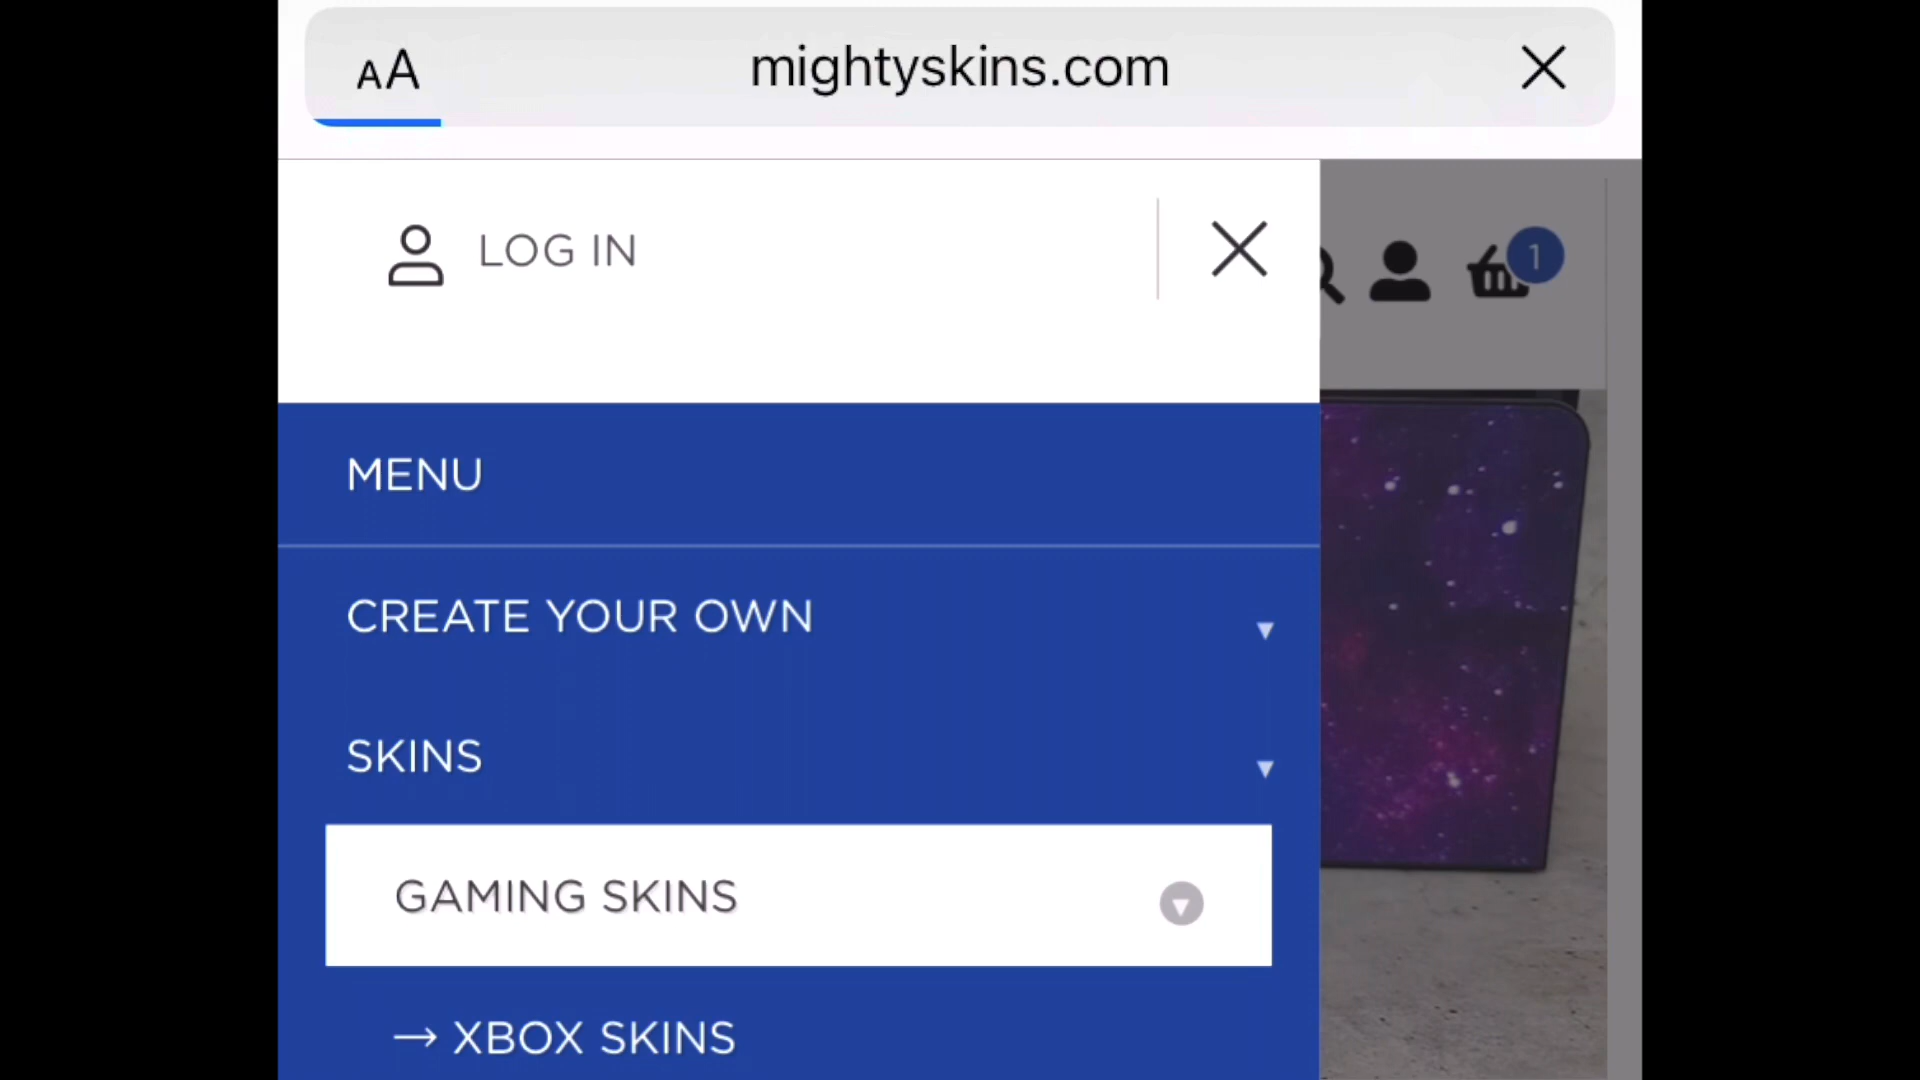 AA mightyskins.com
LOG IN
1
MENU
CREATE YOUR OWN
SKINS
GAMING SKINS
→ XBOX SKINS